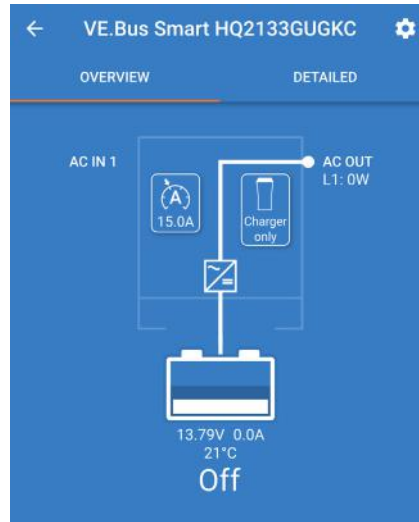 VE.Bus Smart HQ2133GUGKC
OVERVIEW
DETAILED
AC IN 1
AC OUT
L1: 0W
A
15.0A
Charger
only
13.79V 0.0A
21°C
Off